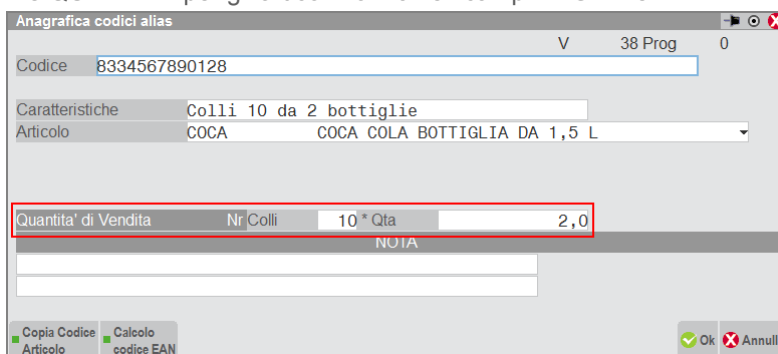 Anagrafica codici alias
V 38 Prog 0
Codice 8334567890128
Caratteristiche Colli 10 da 2 bottiglie
Articolo COCA COCA COLA BOTTIGLIA DA 1,5 L
Quantita' di Vendita Nr Colli 10 * Qta 2,0
NOTA
Copia Codice Articolo
Calcolo codice EAN
Ok
Annull